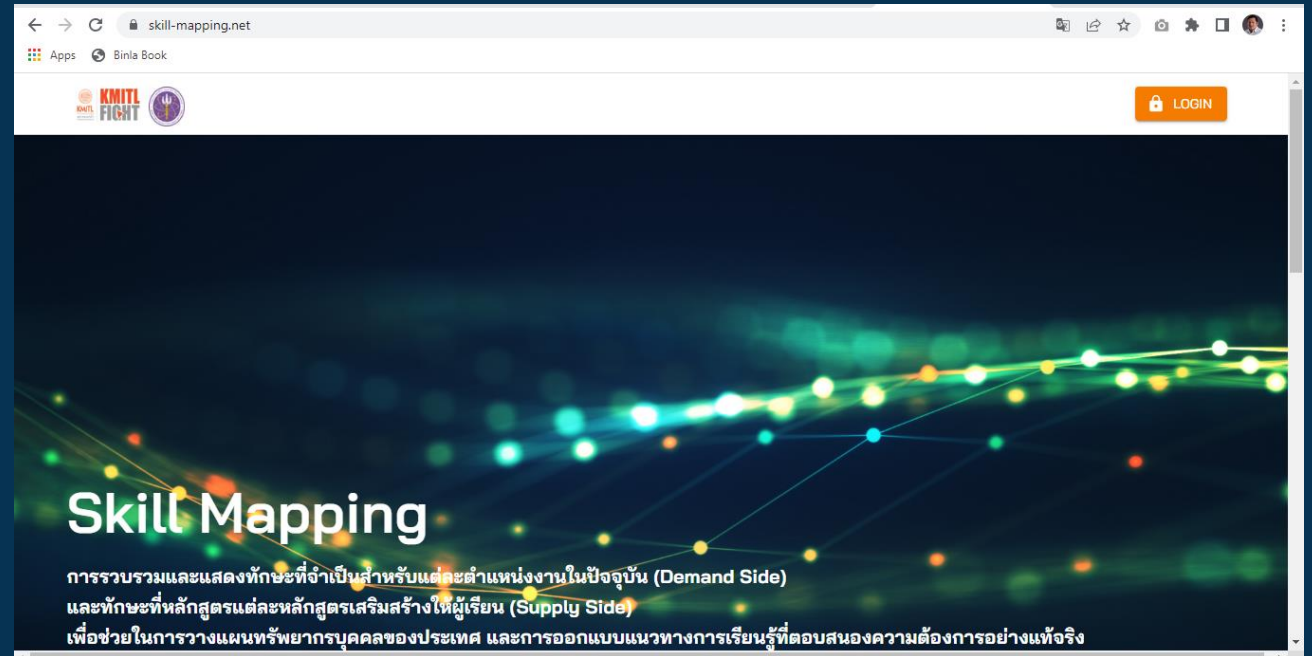 skill-mapping.net
Apps Binla Book
KMITL FIGHT
LOGIN
Skill Mapping
การรวบรวมและแสดงทักษะที่จำเป็นสำหรับแต่ละตำแหน่งงานในปัจจุบัน (Demand Side)
และทักษะที่หลักสูตรแต่ละหลักสูตรเสริมสร้างให้ผู้เรียน (Supply Side)
เพื่อช่วยในการวางแผนทรัพยากรบุคคลของประเทศ และการออกแบบแนวทางการเรียนรู้ที่ตอบสนองความต้องการอย่างแท้จริง